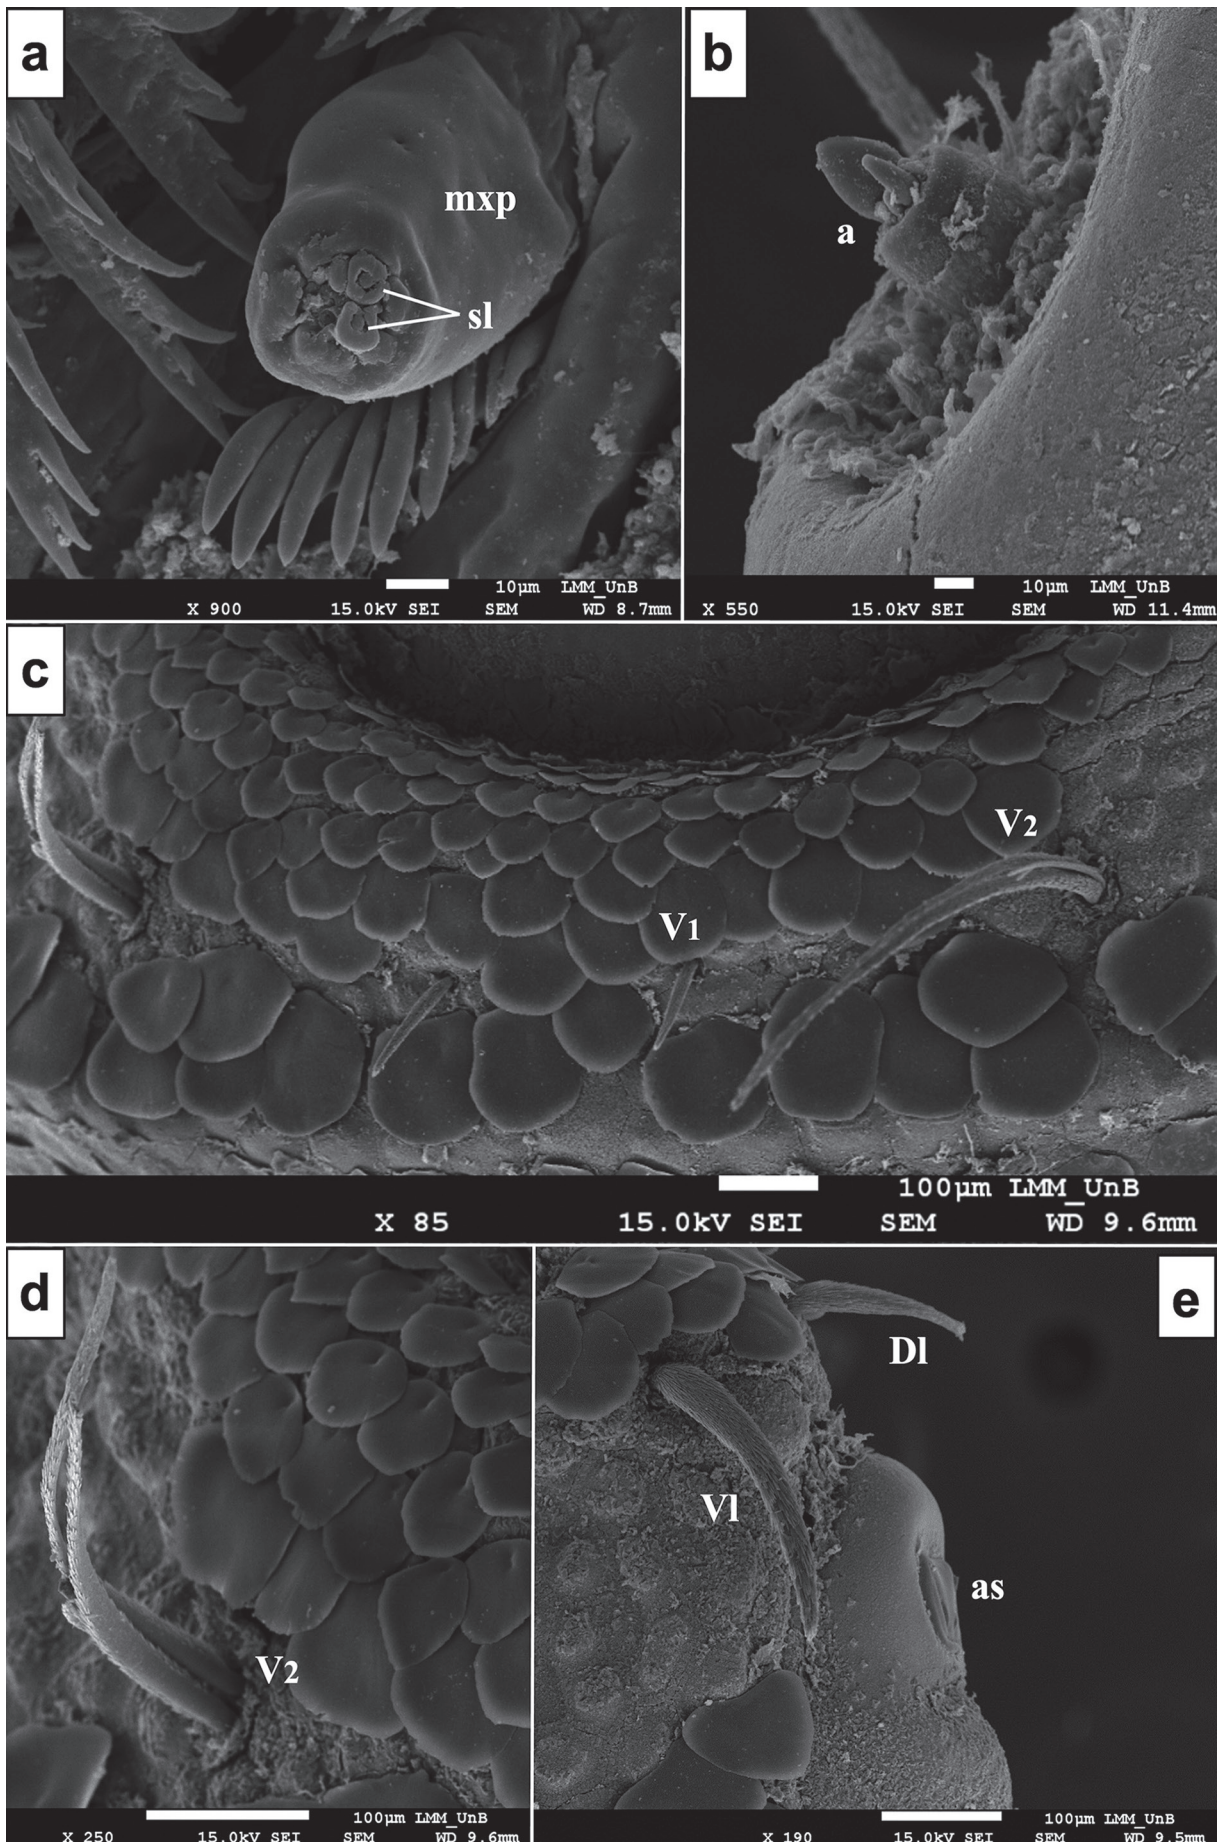 a
mxp
sl
10μm LMM_UnB
X 900 15.0kV SEI SEM WD 8.7mm
b
a
10μm LMM_UnB
X 550 15.0kV SEI SEM WD 11.4mm
c
V2
V1
100μm LMM_UnB
X 85 15.0kV SEI SEM WD 9.6mm
d
V2
100μm LMM_UnB
X 250 15.0kV SEI SEM WD 9.6mm
e
Dl
Vl
as
100μm LMM_UnB
X 190 15.0kV SEI SEM WD 9.5mm